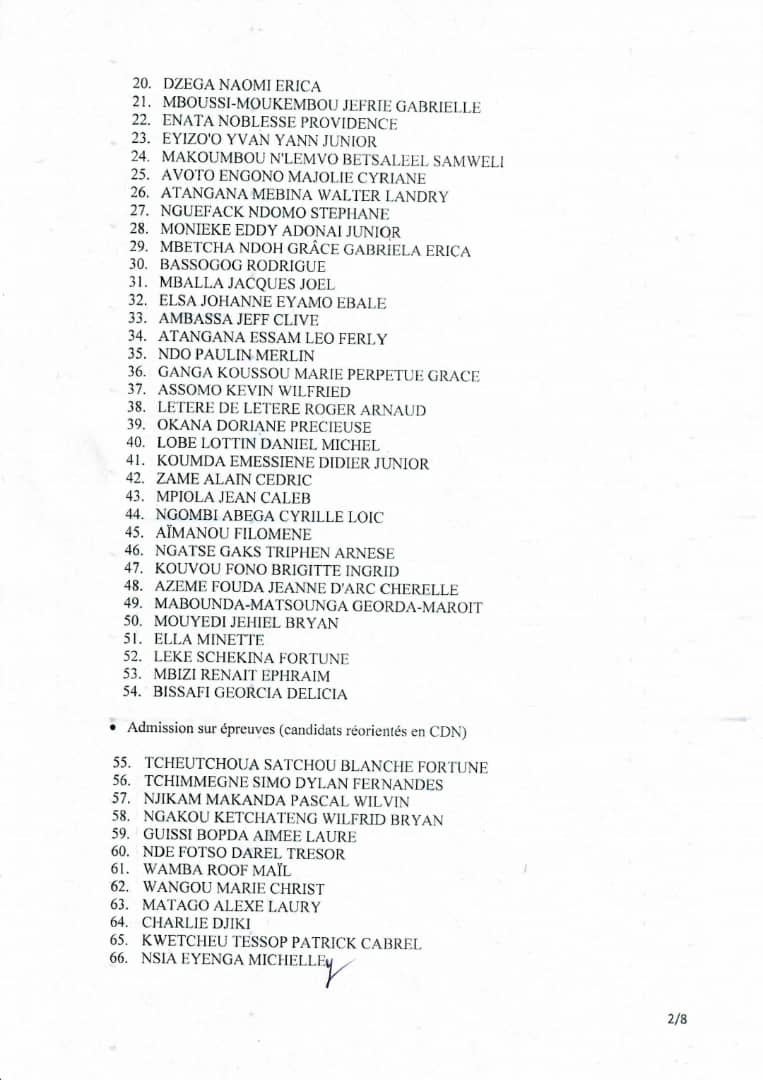 20. DZEGA NAOMI ERICA
21. MBOUSSI-MOUKEMBOU JEFRIE GABRIELLE
22. ENATA NOBLESSE PROVIDENCE
23. EYIZO'O YVAN YANN JUNIOR
24. MAKOUMBOU N'LEMVO BETSALEEL SAMWELI
25. AVOTO ENGONO MAJOLIE CYRIANE
26. ATANGANA MEBINA WALTER LANDRY
27. NGUEFACK NDOMO STEPHANE
28. MONIEKE EDDY ADONAI JUNIOR
29. MBETCHA NDOH GRÂCE GABRIELA ERICA
30. BASSOGOG RODRIGUE
31. MBALLA JACQUES JOEL
32. ELSA JOHANNE EYAMO EBALE
33. AMBASSA JEFF CLIVE
34. ATANGANA ESSAM LEO FERLY
35. NDO PAULIN MERLIN
36. GANGA KOUSSOU MARIE PERPETUE GRACE
37. ASSOMO KEVIN WILFRIED
38. LETERE DE LETERE ROGER ARNAUD
39. OKANA DORIANE PRECIEUSE
40. LOBE LOTTIN DANIEL MICHEL
41. KOUMDA EMESSIENE DIDIER JUNIOR
42. ZAME ALAIN CEDRIC
43. MPIOLA JEAN CALEB
44. NGOMBI ABEGA CYRILLE LOIC
45. AÏMANOU FILOMENE
46. NGATSE GAKS TRIPHEN ARNESE
47. KOUVOU FONO BRIGITTE INGRID
48. AZEME FOUDA JEANNE D'ARC CHERELLE
49. MABOUNDA-MATSOUNGA GEORDA-MAROIT
50. MOUYEDI JEHIEL BRYAN
51. ELLA MINETTE
52. LEKE SCHEKINA FORTUNE
53. MBIZI RENAIT EPHRAIM
54. BISSAFI GEORCIA DELICIA
• Admission sur épreuves (candidats réorientés en CDN)
55. TCHEUTCHOUA SATCHOU BLANCHE FORTUNE
56. TCHIMMEGNE SIMO DYLAN FERNANDES
57. NJIKAM MAKANDA PASCAL WILVIN
58. NGAKOU KETCHATENG WILFRID BRYAN
59. GUISSI BOPDA AIMEE LAURE
60. NDE FOTSO DAREL TRESOR
61. WAMBA ROOF MAÏL
62. WANGOU MARIE CHRIST
63. MATAGO ALEXE LAURY
64. CHARLIE DJIKI
65. KWETCHEU TESSOP PATRICK CABREL
66. NSIA EYENGA MICHELLE
2/8